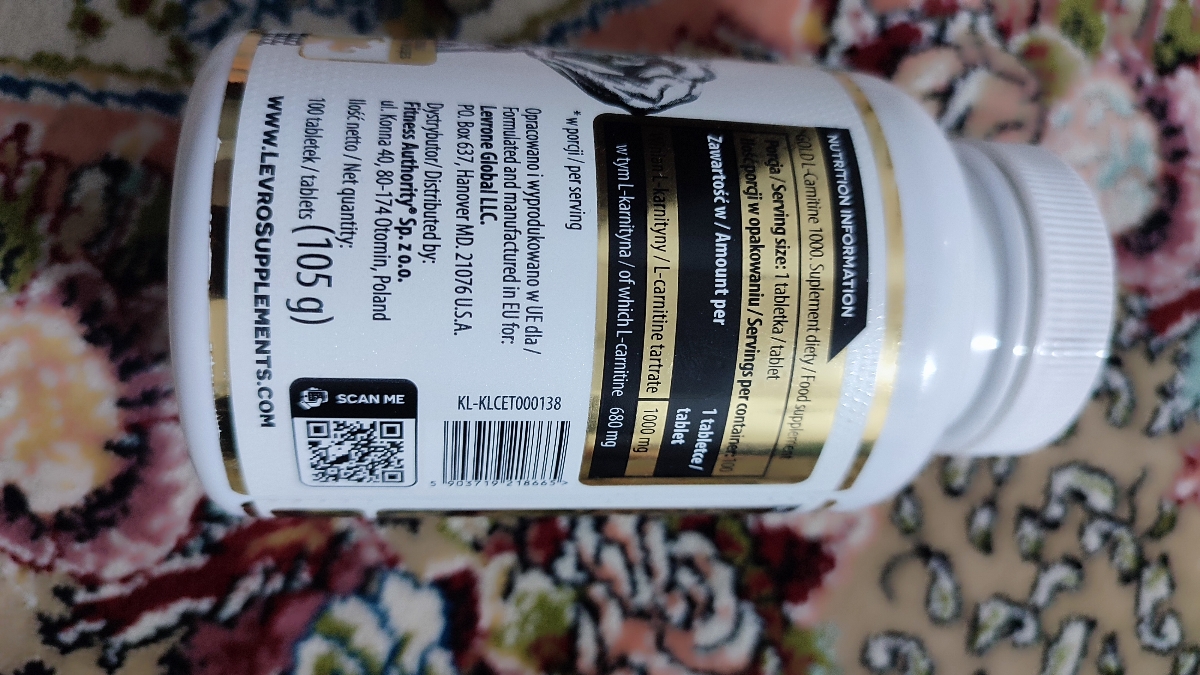 NUTRITION INFORMATION
GOLD L-Carnitine 1000. Suplement diety / Food supplement
Porcja / Serving size: 1 tabletka / tablet
Ilość porcji w opakowaniu / Servings per container: 100
Zawartość w / Amount per
1 tabletce /
tablet
L-karnityny / L-carnitine tartrate 1000 mg
w tym L-karnityna / of which L-carnitine 680 mg
* w porcji / per serving
Opracowano i wyprodukowano w UE dla /
Formulated and manufactured in EU for:
Levrone Global LLC.
P.O. Box 637, Hanover MD. 21076 U.S.A.
Dystrybutor/ Distributed by:
Fitness Authority® Sp. z o.o.
ul. Konna 40, 80-174 Otomin, Poland
Ilość netto / Net quantity:
100 tabletek / tablets (105 g)
WWW.LEVROSUPPLEMENTS.COM
KL-KLCET000138
5 903719 218665 >
SCAN ME